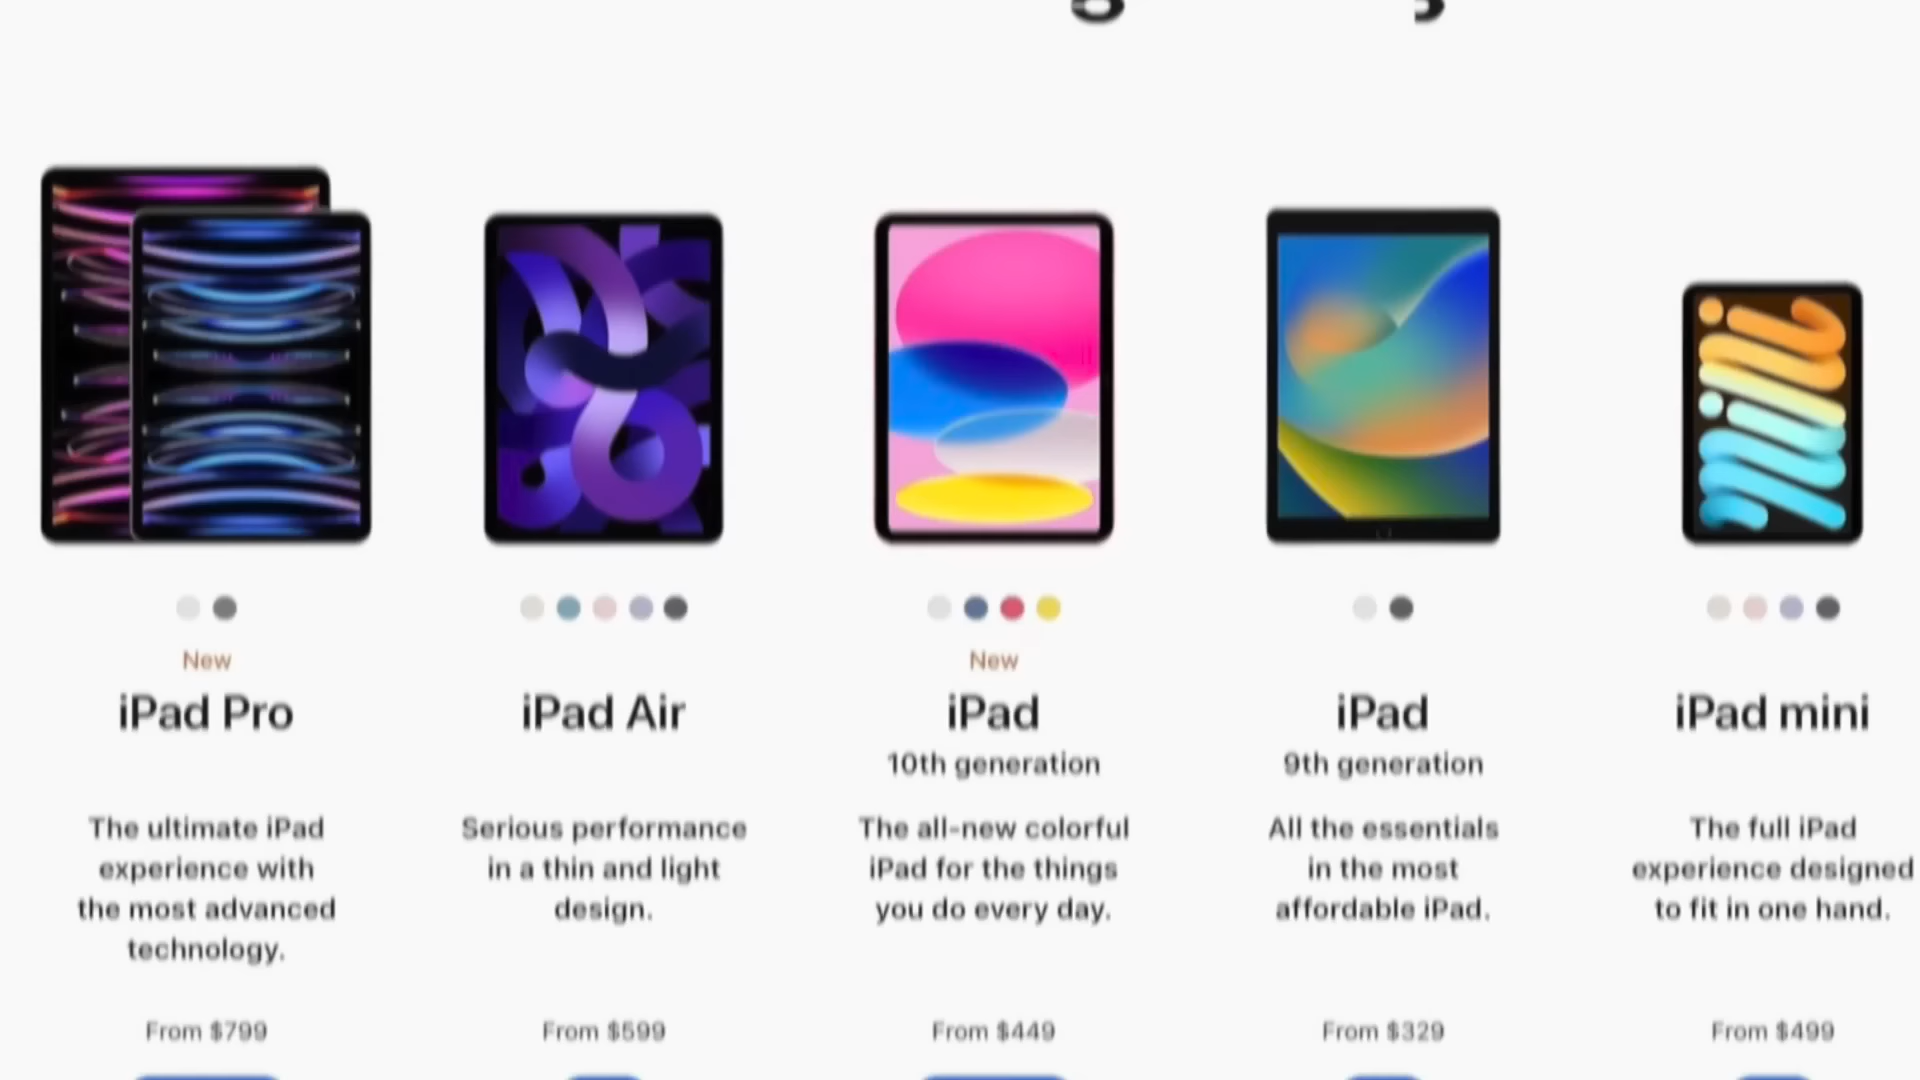 New
iPad Pro
The ultimate iPad
experience with
the most advanced
technology.
From $799
iPad Air
Serious performance
in a thin and light
design.
From $599
New
iPad
10th generation
The all-new colorful
iPad for the things
you do every day.
From $449
iPad
9th generation
All the essentials
in the most
affordable iPad.
From $329
iPad mini
The full iPad
experience designed
to fit in one hand.
From $499